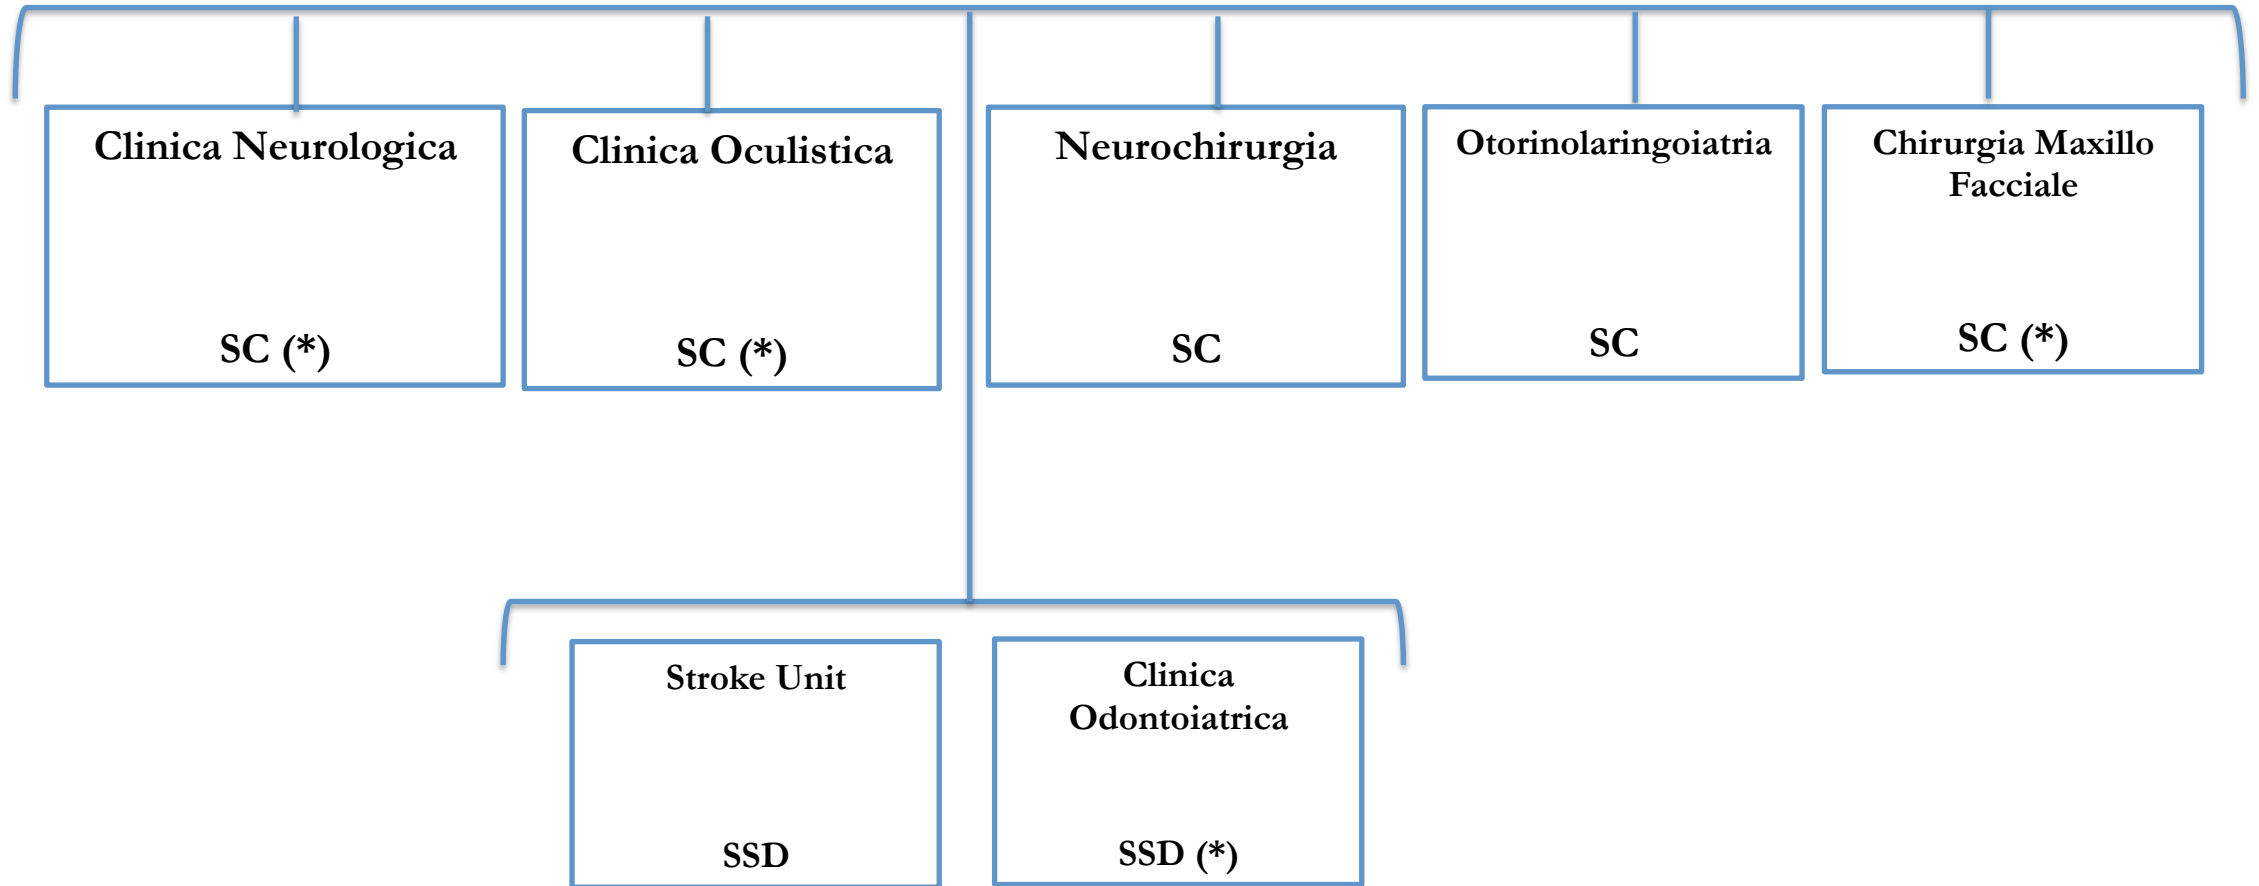 Clinica Neurologica
SC (*)
Clinica Oculistica
SC (*)
Neurochirurgia
SC
Otorinolaringoiatria
SC
Chirurgia Maxillo
Facciale
SC (*)
Stroke Unit
SSD
Clinica
Odontoiatrica
SSD (*)